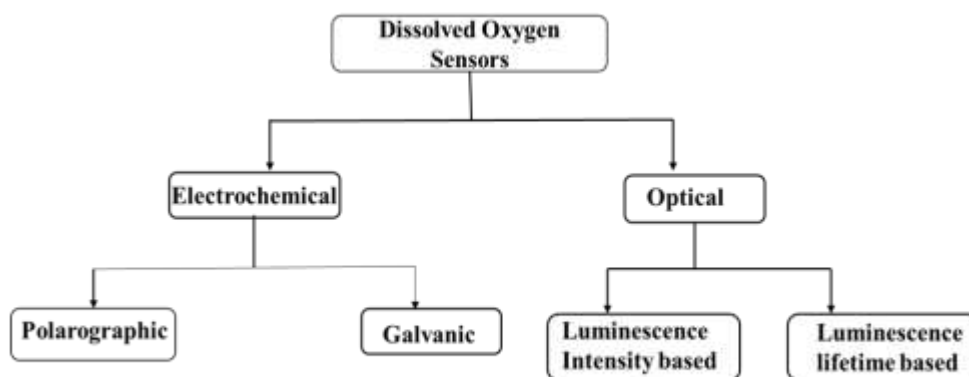 Dissolved Oxygen
Sensors
Electrochemical
Optical
Polarographic
Galvanic
Luminescence
Intensity based
Luminescence
lifetime based